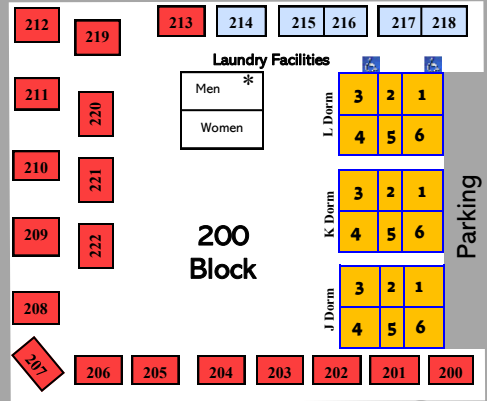 212
219
213
214
215
216
217
218
Laundry Facilities
Men *
Women
211
220
210
221
209
222
208
207
200
Block
L Dorm
3 2 1
4 5 6
K Dorm
3 2 1
4 5 6
J Dorm
3 2 1
4 5 6
Parking
206
205
204
203
202
201
200